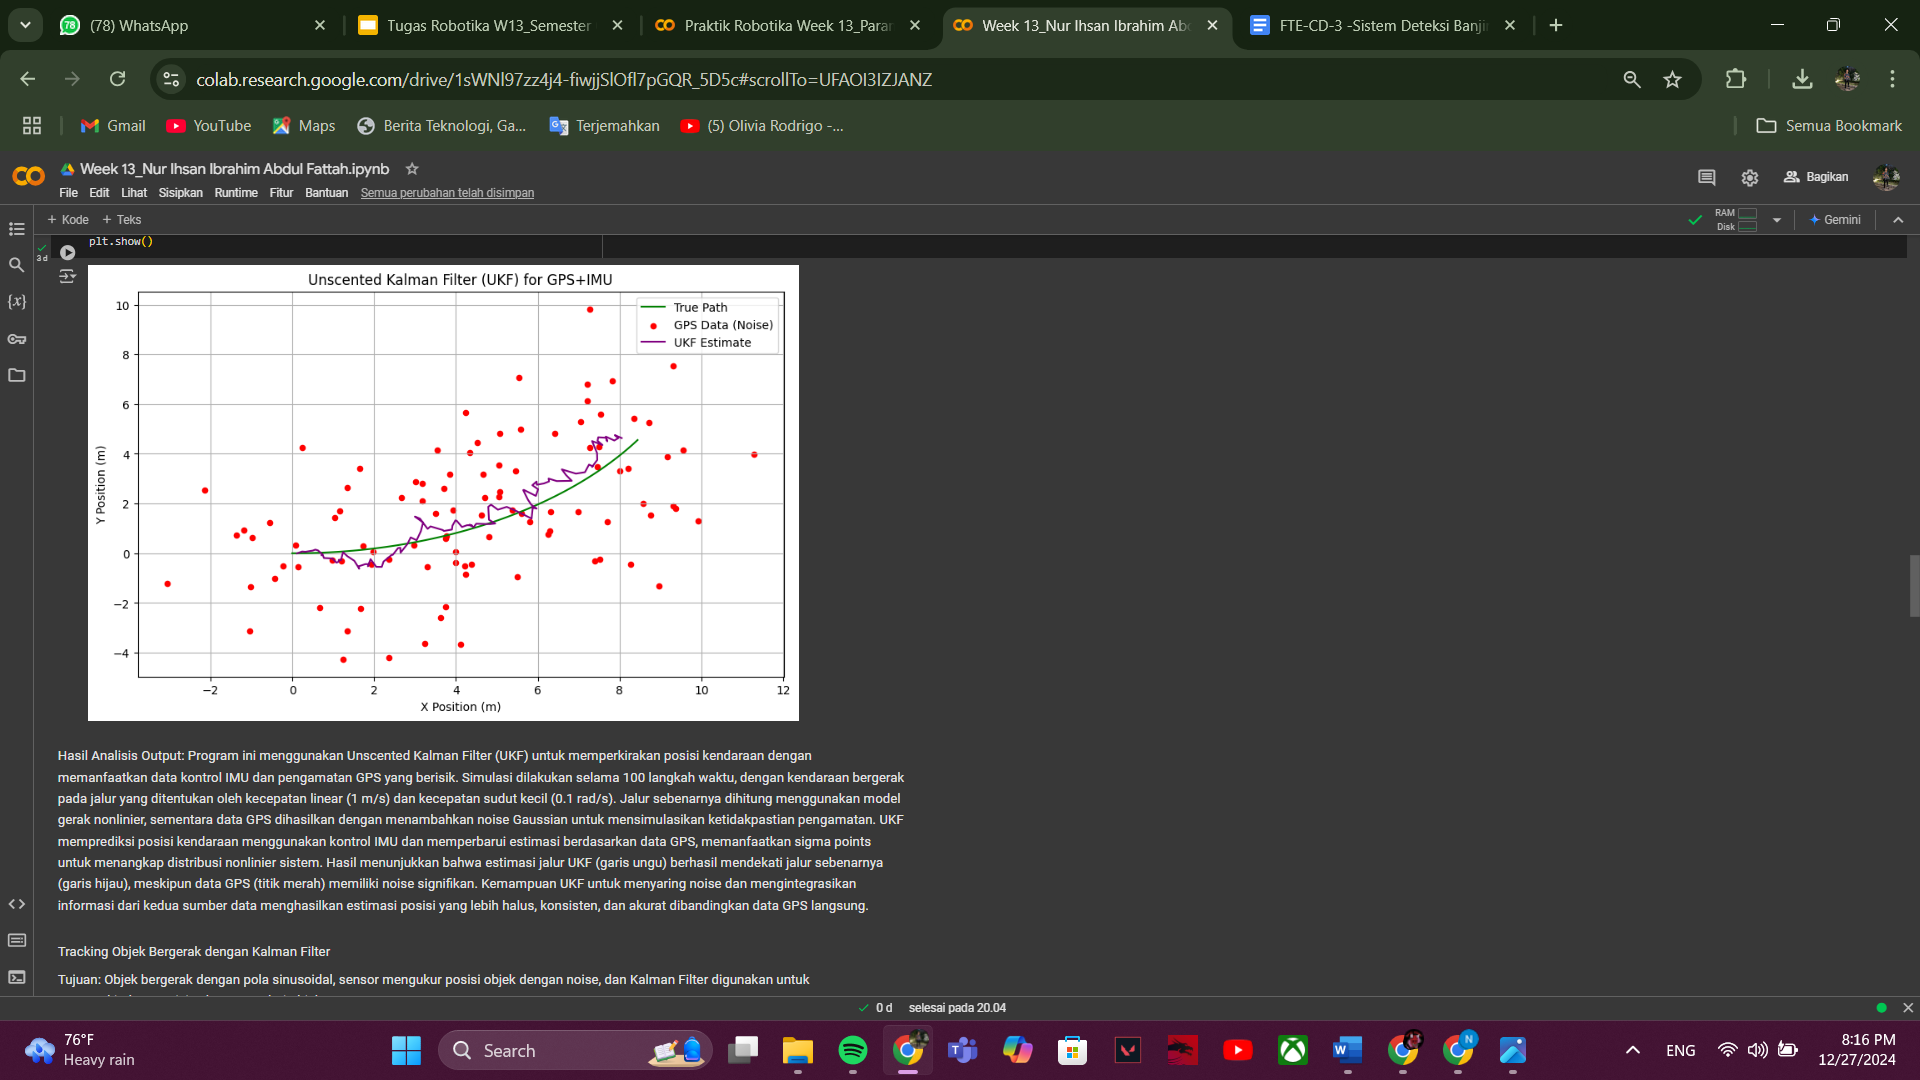 (78) WhatsApp
Tugas Robotika W13_Semester
Praktik Robotika Week 13_Parar
Week 13_Nur Ihsan Ibrahim Abd
FTE-CD-3 -Sistem Deteksi Banjir
colab.research.google.com/drive/1sWNl97zz4j4-fiwjjSlOfl7pGQR_5D5c#scrollTo=UFAOI3IZJANZ
Gmail
YouTube
Maps
Berita Teknologi, Ga...
Terjemahkan
(5) Olivia Rodrigo -...
Semua Bookmark
Week 13_Nur Ihsan Ibrahim Abdul Fattah.ipynb
File Edit Lihat Sisipkan Runtime Fitur Bantuan Semua perubahan telah disimpan
Bagikan
+ Kode + Teks
RAM
Disk
Gemini
plt.show()
3 d
Unscented Kalman Filter (UKF) for GPS+IMU
True Path
GPS Data (Noise)
UKF Estimate
10
8
6
4
2
0
−2
−4
Y Position (m)
−2 0 2 4 6 8 10 12
X Position (m)
Hasil Analisis Output: Program ini menggunakan Unscented Kalman Filter (UKF) untuk memperkirakan posisi kendaraan dengan
memanfaatkan data kontrol IMU dan pengamatan GPS yang berisik. Simulasi dilakukan selama 100 langkah waktu, dengan kendaraan bergerak
pada jalur yang ditentukan oleh kecepatan linear (1 m/s) dan kecepatan sudut kecil (0.1 rad/s). Jalur sebenarnya dihitung menggunakan model
gerak nonlinier, sementara data GPS dihasilkan dengan menambahkan noise Gaussian untuk mensimulasikan ketidakpastian pengamatan. UKF
memprediksi posisi kendaraan menggunakan kontrol IMU dan memperbarui estimasi berdasarkan data GPS, memanfaatkan sigma points
untuk menangkap distribusi nonlinier sistem. Hasil menunjukkan bahwa estimasi jalur UKF (garis ungu) berhasil mendekati jalur sebenarnya
(garis hijau), meskipun data GPS (titik merah) memiliki noise signifikan. Kemampuan UKF untuk menyaring noise dan mengintegrasikan
informasi dari kedua sumber data menghasilkan estimasi posisi yang lebih halus, konsisten, dan akurat dibandingkan data GPS langsung.
Tracking Objek Bergerak dengan Kalman Filter
Tujuan: Objek bergerak dengan pola sinusoidal, sensor mengukur posisi objek dengan noise, dan Kalman Filter digunakan untuk
0 d selesai pada 20.04
76°F
Heavy rain
Search
ENG
8:16 PM
12/27/2024